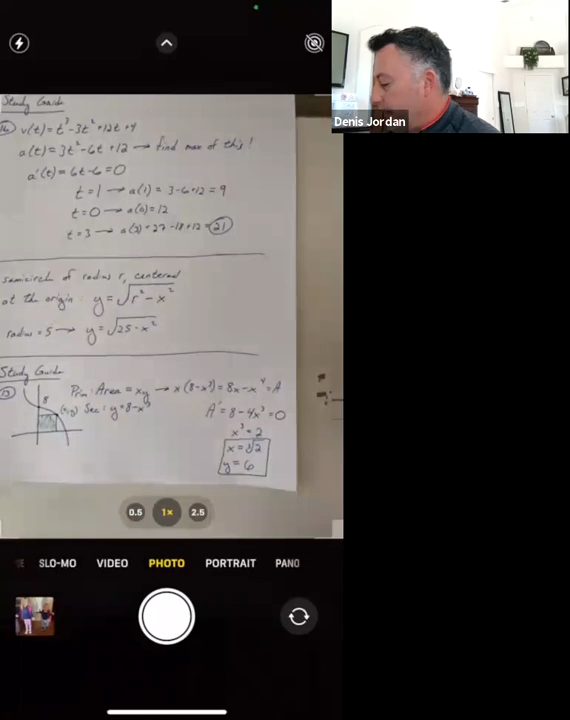 Denis Jordan
Study Guide
16) v(t) = t³ - 3t² + 12t + 4
a(t) = 3t² - 6t + 12 → find max of this!
a'(t) = 6t - 6 = 0
t = 1 → a(1) = 3 - 6 + 12 = 9
t = 0 → a(0) = 12
t = 3 → a(3) = 27 - 18 + 12 = 21
semicircle of radius r, centered
at the origin: y = √(r² - x²)
radius = 5 → y = √(25 - x²)
Study Guide
13) Prim: Area = xy → x(8 - x³) = 8x - x⁴ = A
8
(x,y) Sec: y = 8 - x³
A' = 8 - 4x³ = 0
x³ = 2
x = ∛2
y = 6
0.5 1× 2.5
SLO-MO VIDEO PHOTO PORTRAIT PANO